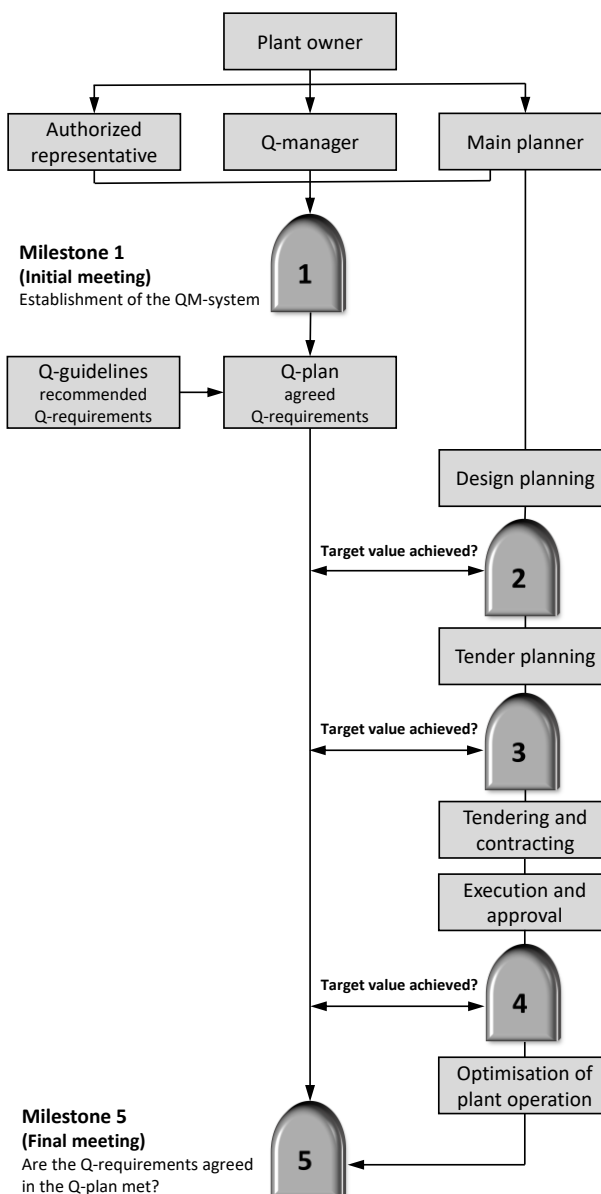 Plant owner
Authorized
representative
Q-manager
Main planner
Milestone 1
(Initial meeting)
Establishment of the QM-system
1
Q-guidelines
recommended
Q-requirements
Q-plan
agreed
Q-requirements
Design planning
Target value achieved?
2
Tender planning
Target value achieved?
3
Tendering and
contracting
Execution and
approval
Target value achieved?
4
Optimisation of
plant operation
Milestone 5
(Final meeting)
Are the Q-requirements agreed
in the Q-plan met?
5